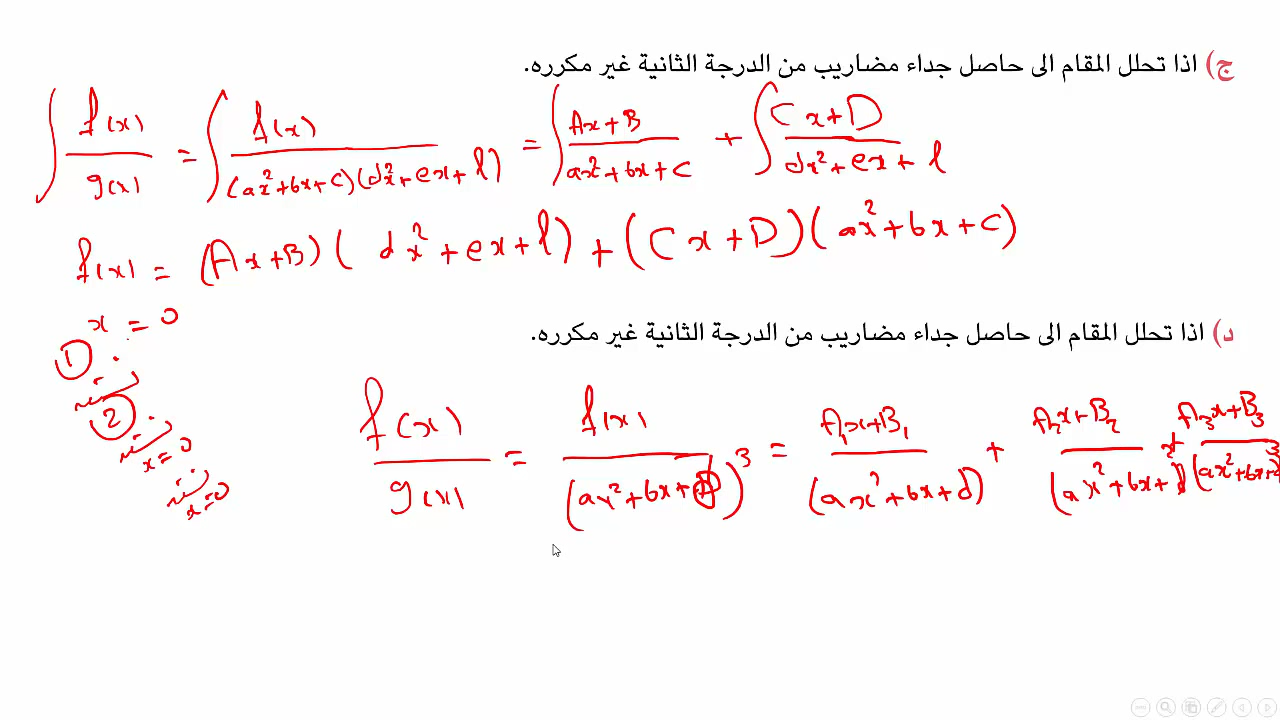 ج) اذا تحلل المقام الى حاصل جداء مضاريب من الدرجة الثانية غير مكرره.
∫ f(x)/g(x) = ∫ f(x)/(ax²+bx+c)(dx²+ex+l) = ∫ Ax+B/ax²+bx+c + ∫ Cx+D/dx²+ex+l
f(x) = (Ax+B)(dx²+ex+l)+(Cx+D)(ax²+bx+c)
x = 0
د) اذا تحلل المقام الى حاصل جداء مضاريب من الدرجة الثانية غير مكرره.
①
نشتق
②
نشتق
x=0
نشتق
x=0
f(x)/g(x) = f(x)/(ax²+bx+d)³ = A₁x+B₁/(ax²+bx+d) + A₂x+B₂/(ax²+bx+d)² + A₃x+B₃/(ax²+bx+d)³